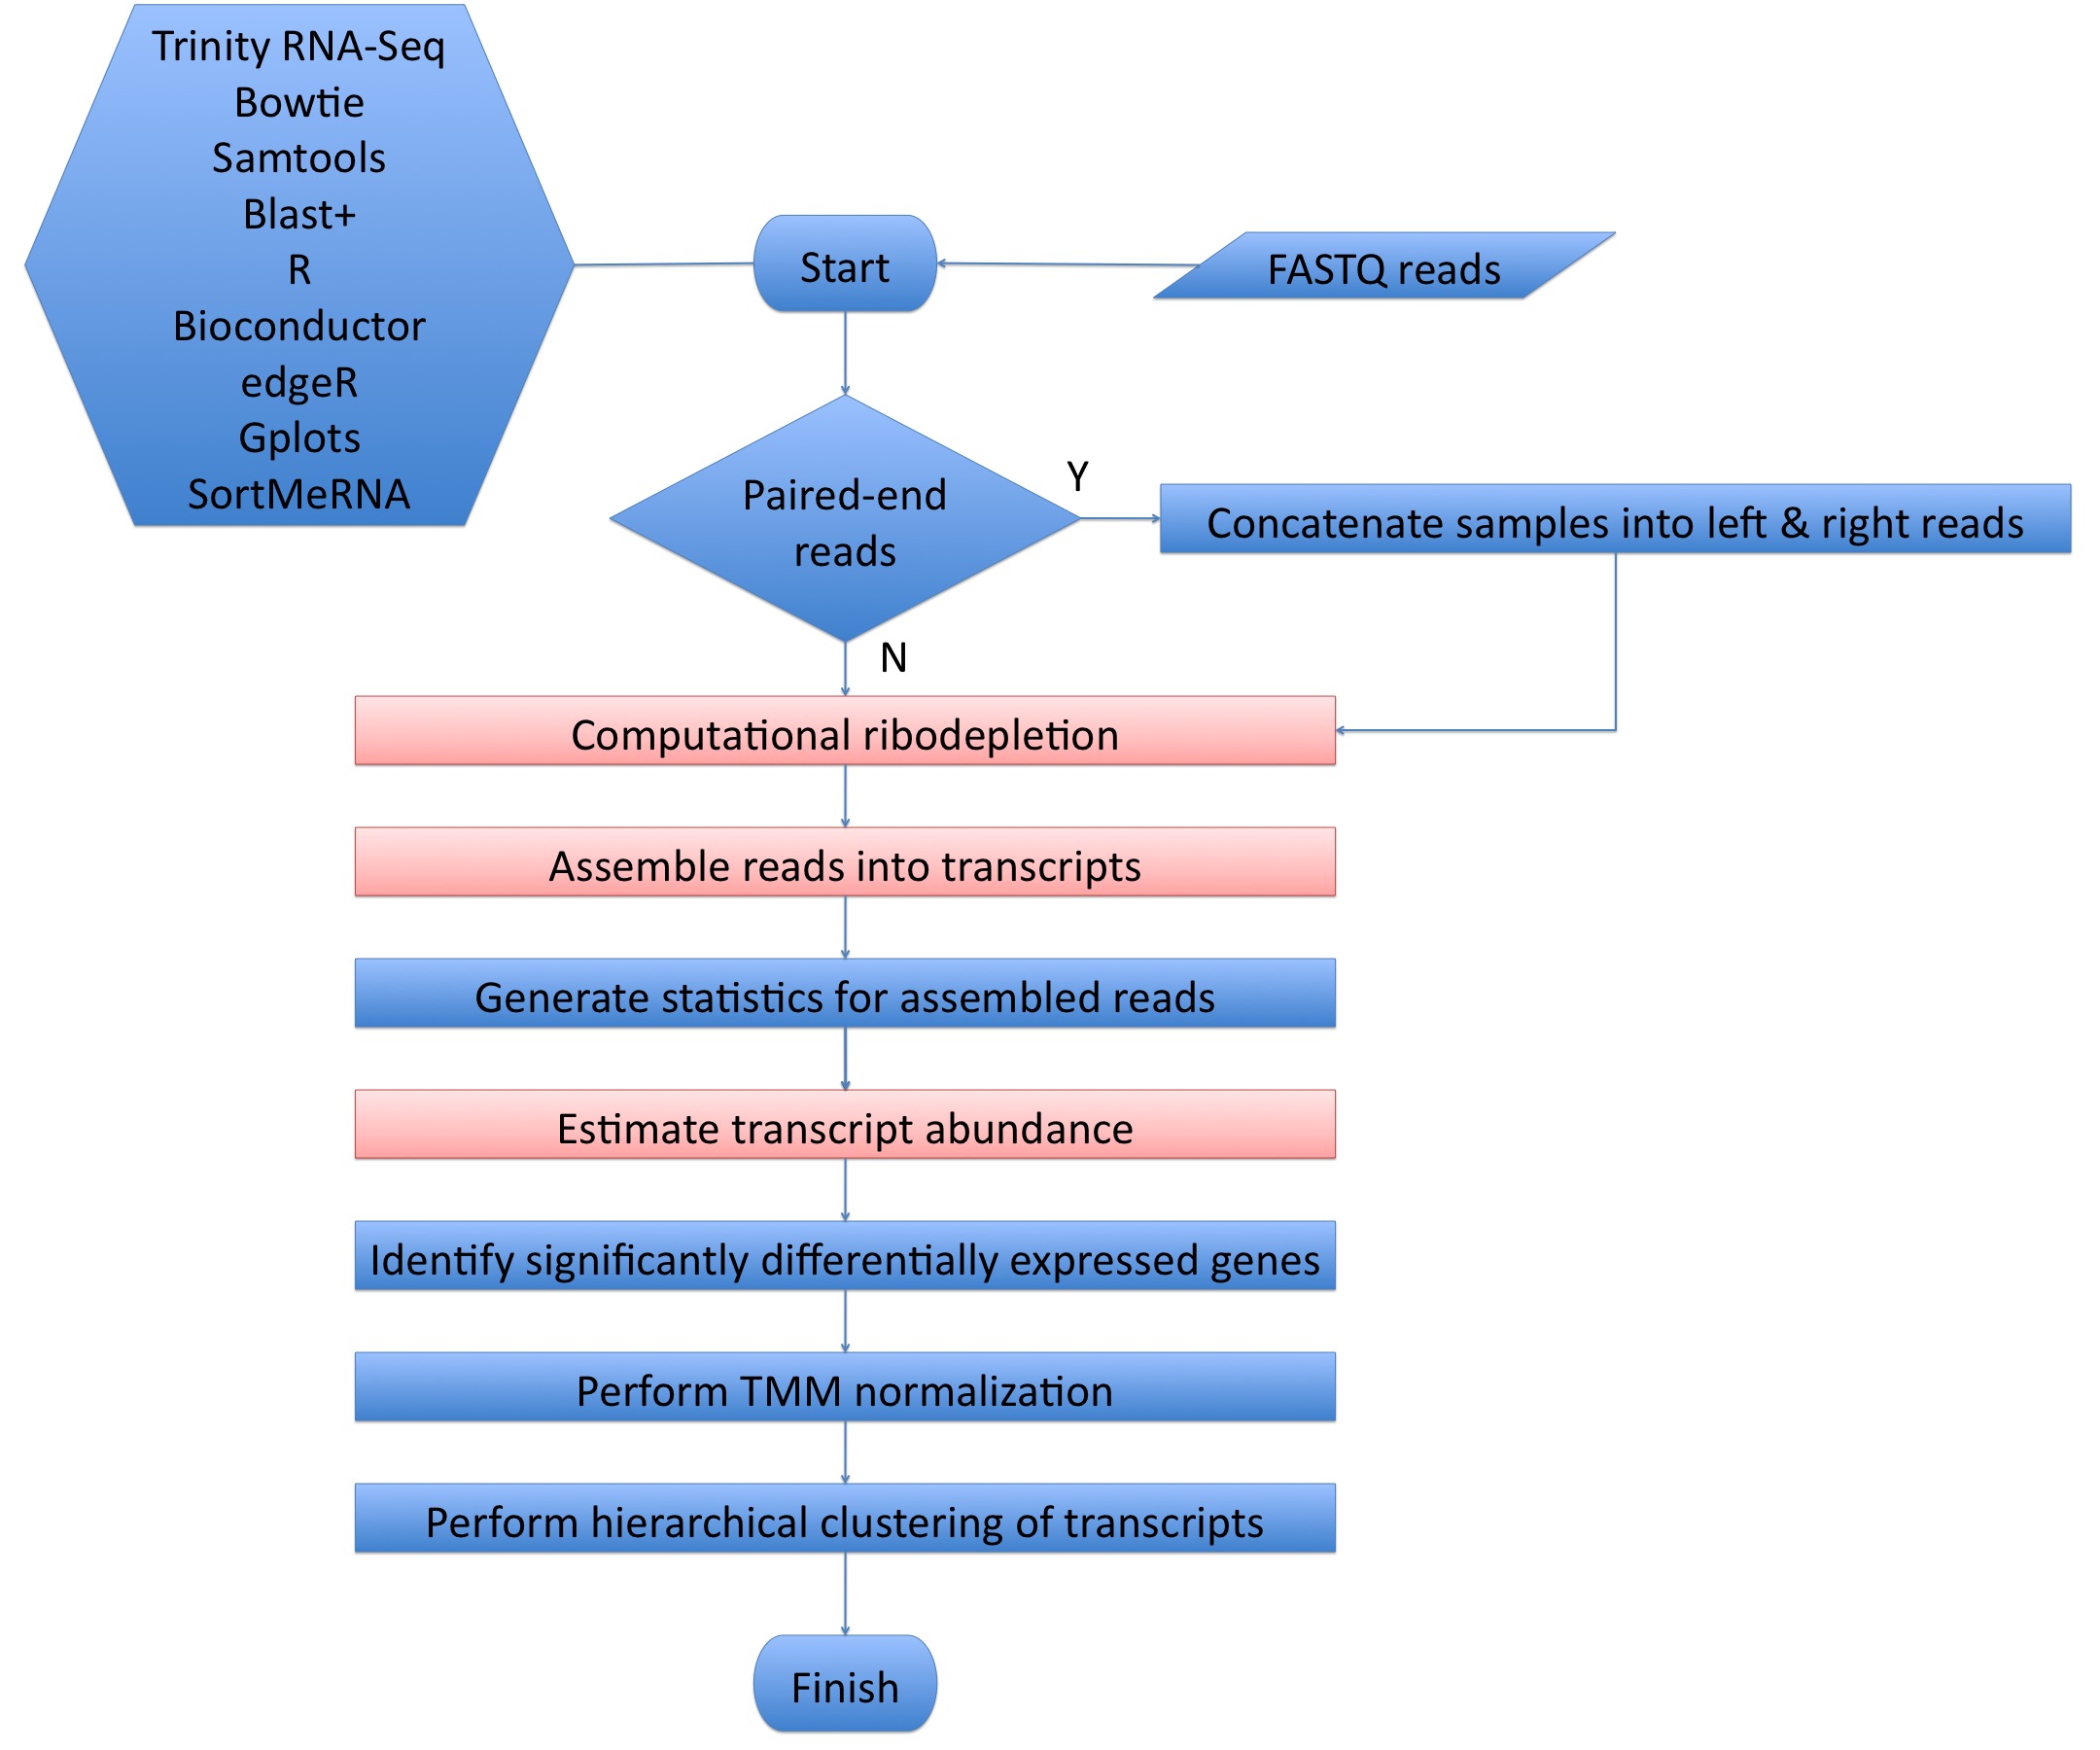 Trinity RNA-Seq
Bowtie
Samtools
Blast+
R
Bioconductor
edgeR
Gplots
SortMeRNA
Start
FASTQ reads
Paired-end
reads
Y
Concatenate samples into left & right reads
N
Computational ribodepletion
Assemble reads into transcripts
Generate statistics for assembled reads
Estimate transcript abundance
Identify significantly differentially expressed genes
Perform TMM normalization
Perform hierarchical clustering of transcripts
Finish